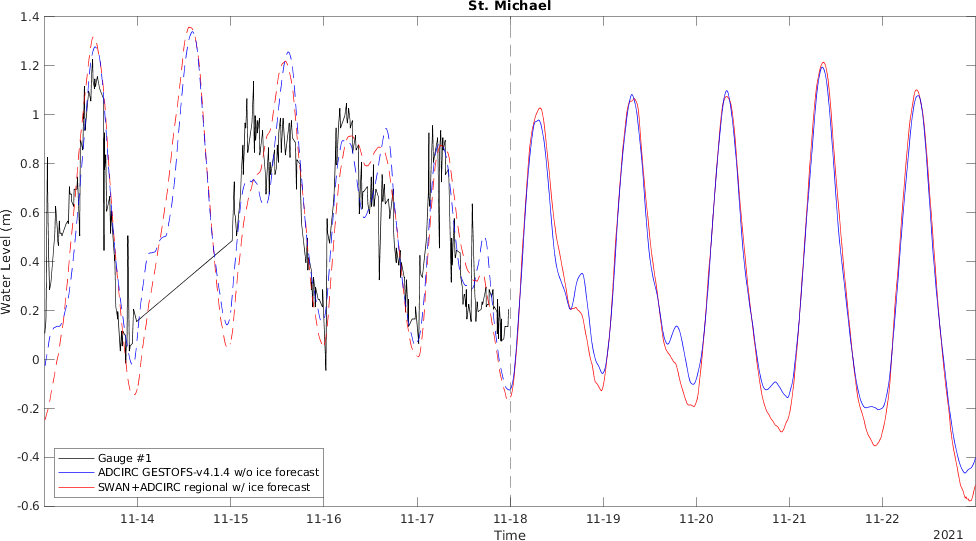 St. Michael
1.4
1.2
1
0.8
0.6
0.4
0.2
0
-0.2
-0.4
-0.6
Water Level (m)
Gauge #1
ADCIRC GESTOFS-v4.1.4 w/o ice forecast
SWAN+ADCIRC regional w/ ice forecast
11-14 11-15 11-16 11-17 11-18 11-19 11-20 11-21 11-22
Time
2021